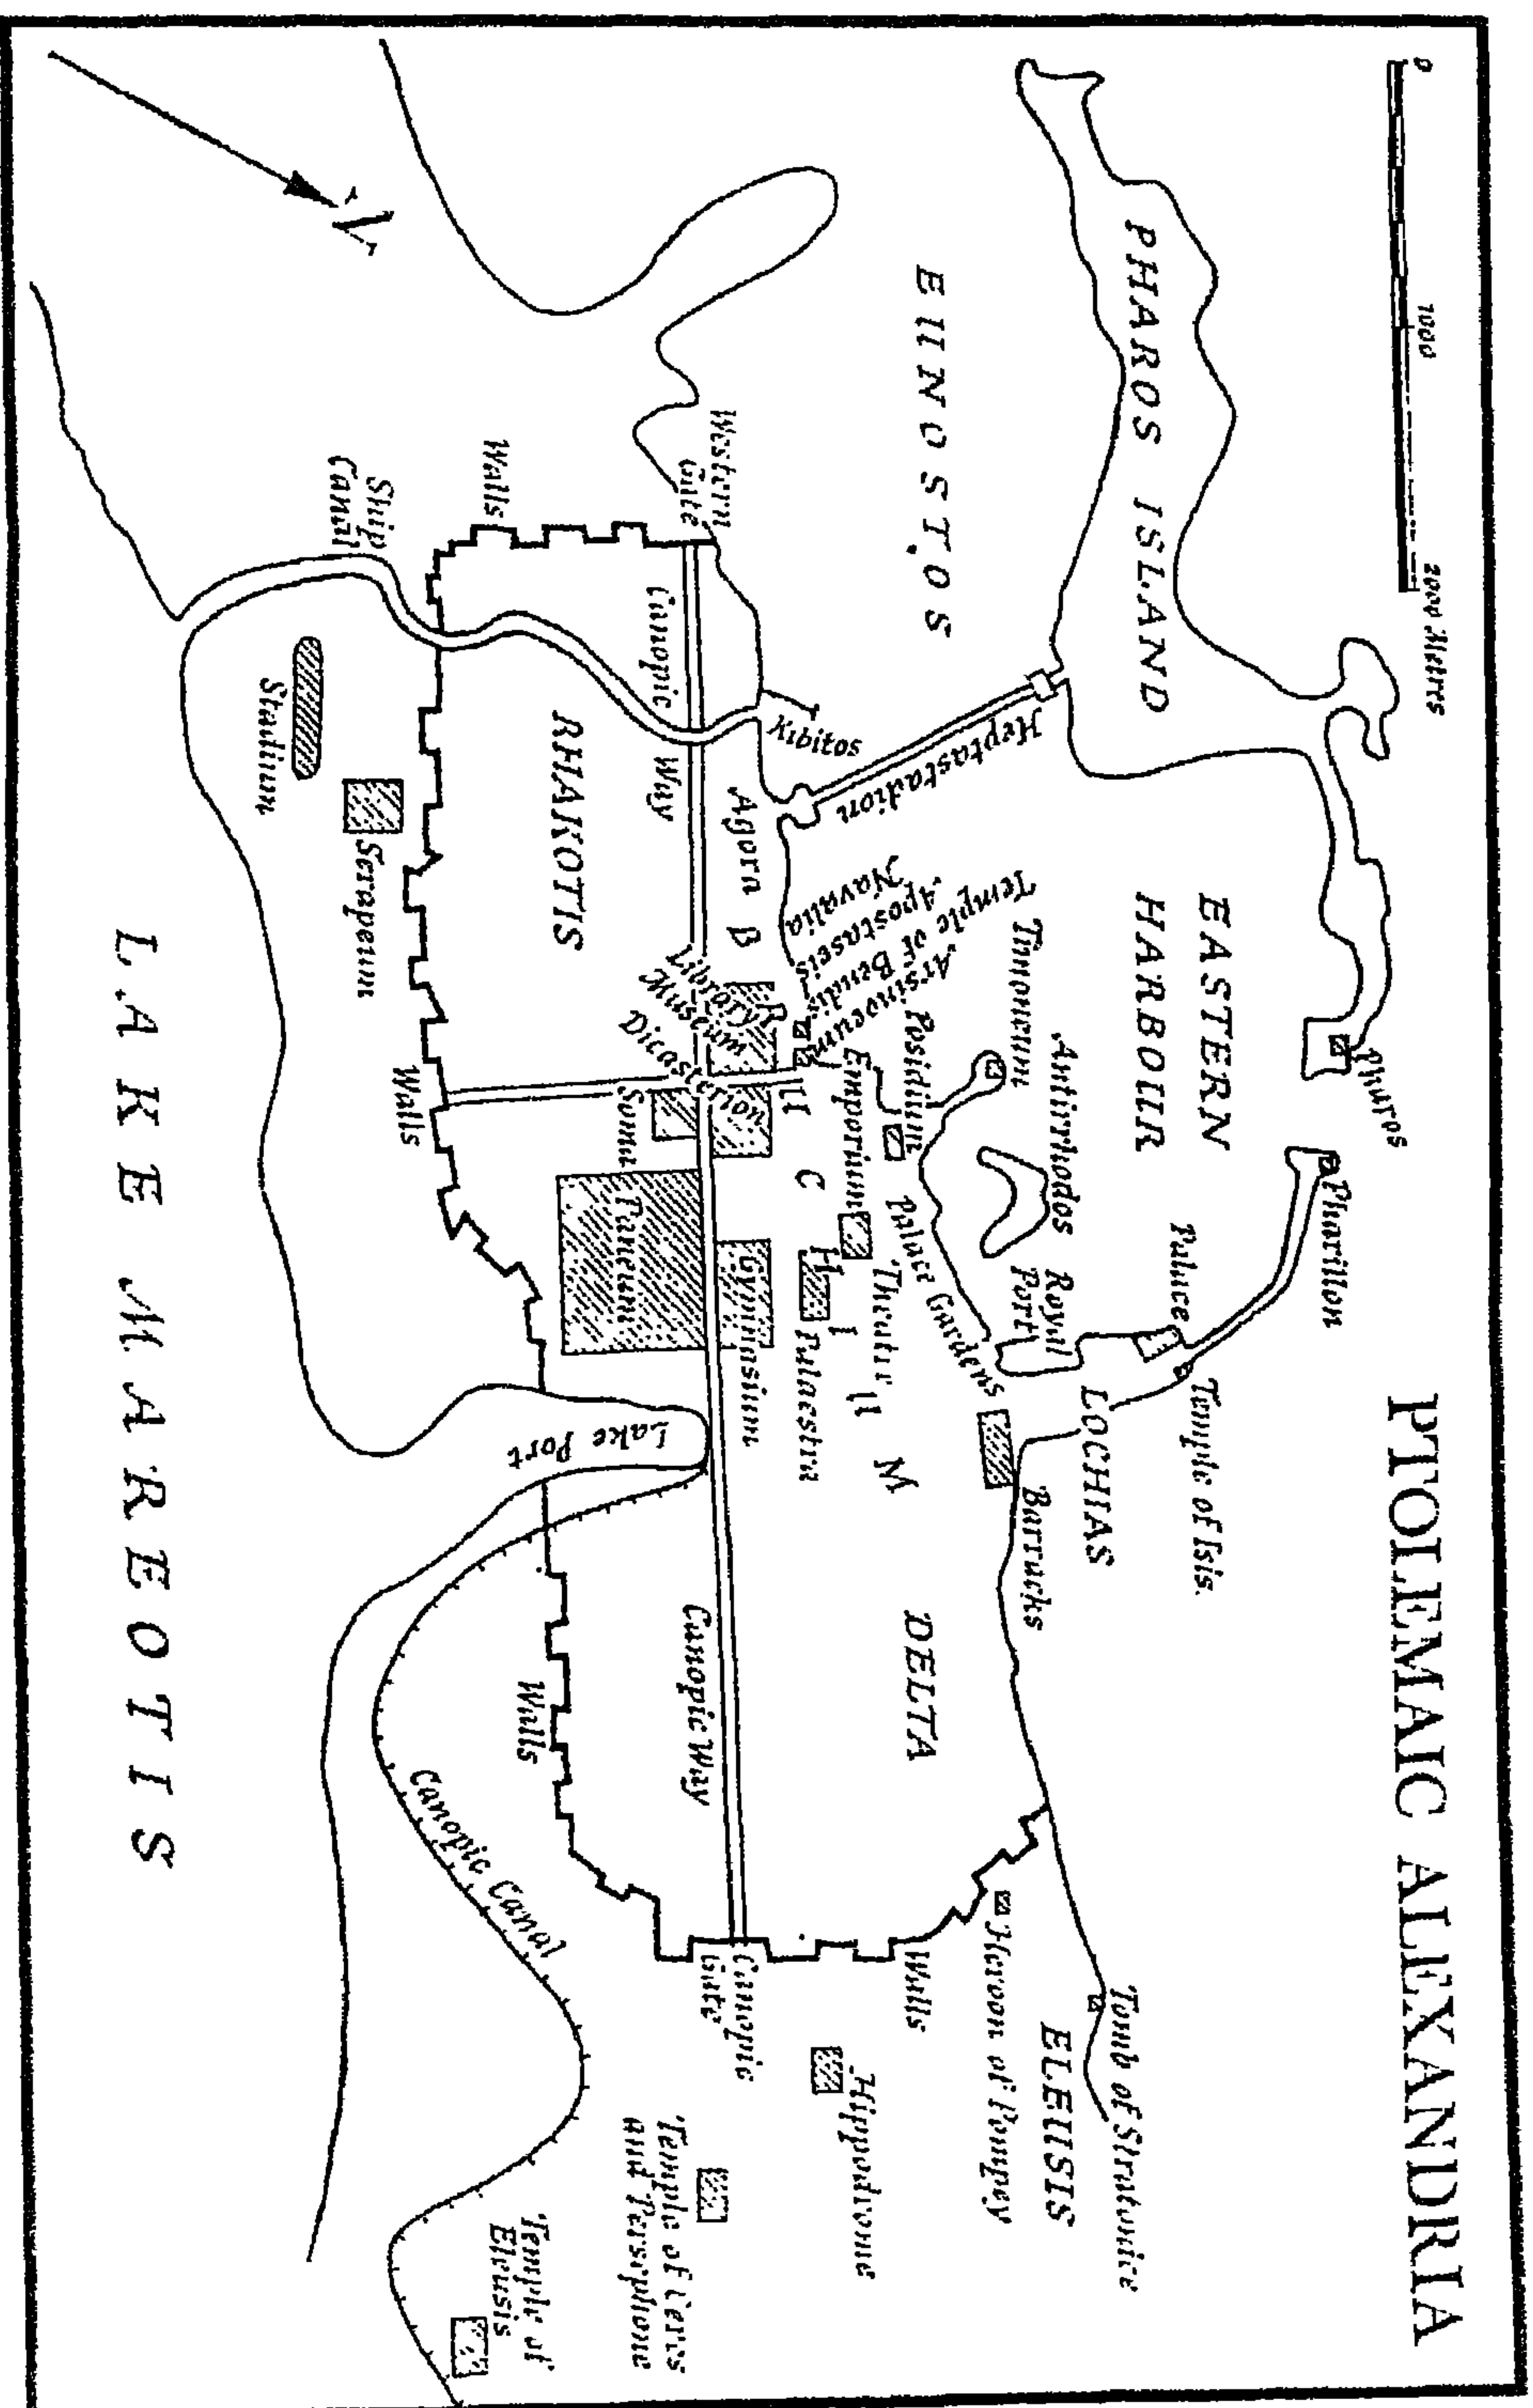 PTOLEMAIC ALEXANDRIA
0 1000 2000 Metres
N
PHAROS ISLAND
EUNOSTOS
Pharos
Pharillon
EASTERN
HARBOUR
Heptastadion
Kibitos
Timoneum
Antirrhodos
Royal
Port
Palace
Temple of Isis.
LOCHIAS
Barracks
Palace Gardens
Posidium
Emporium
Arsinoeum
Temple of Bendis
Apostaseis
Navalia
Theatre
Palaestra
Gymnasium
BRUCHIUM
Agora
Library
Museum
Dicasterion
Soma
Paneum
Western
Gate
Canopic Way
RHAKOTIS
Walls
Ship
Canal
Stadium
Serapeum
Walls
Lake Port
DELTA
Canopic Way
Walls
Canopic Canal
Canopic
Gate
Walls
Heroon of Pompey
Tomb of Stratonice
ELEUSIS
Hippodrome
Temple of Ceres
and Persephone
Temple of
Eleusis
LAKE MAREOTIS